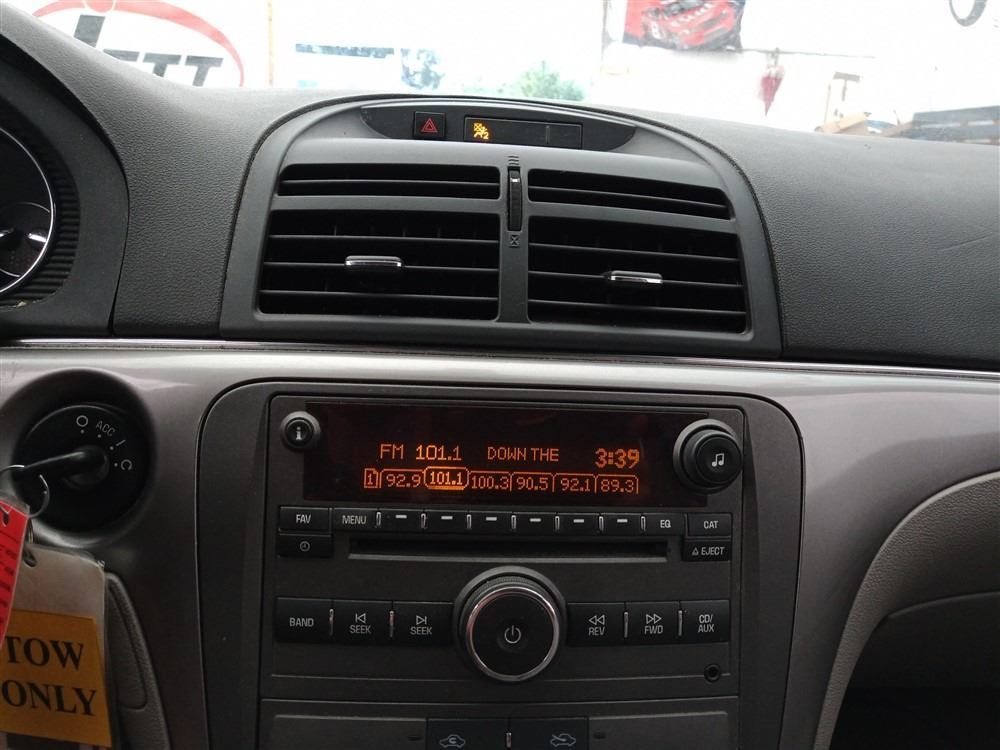 2
FM 101.1 DOWN THE 3:39
1 92.9 101.1 100.3 90.5 92.1 89.3
ACC
FAV MENU EQ CAT
EJECT
BAND SEEK SEEK REV FWD CD/
AUX
TOW
ONLY